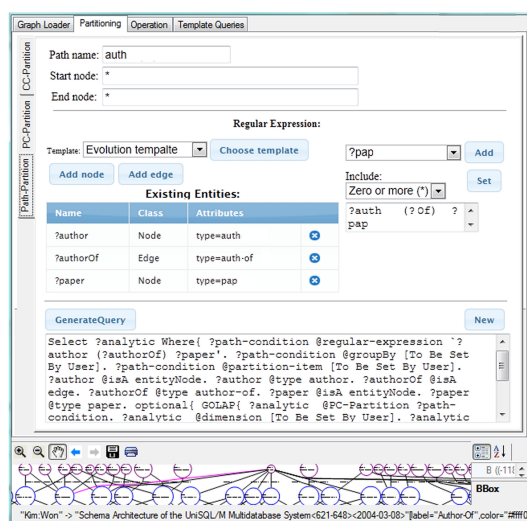 Graph Loader Partitioning Operation Template Queries
CC-Partition
PC-Partition
Path-Partition
Path name: auth
Start node: *
End node: *
Regular Expression:
Template: Evolution tempalte Choose template ?pap Add
Add node Add edge Include: Set
Zero or more (*)
Existing Entities:
Name Class Attributes ?auth (?Of) ?
pap
?author Node type=auth
?authorOf Edge type=auth-of
?paper Node type=pap
GenerateQuery New
Select ?analytic Where{ ?path-condition @regular-expression `?
author (?authorOf) ?paper'. ?path-condition @groupBy [To Be Set
By User]. ?path-condition @partition-item [To Be Set By User].
?author @isA entityNode. ?author @type author. ?authorOf @isA
edge. ?authorOf @type author-of. ?paper @isA entityNode. ?paper
@type paper. optional{ GOLAP{ ?analytic @PC-Partition ?path-
condition. ?analytic @dimension [To Be Set By User]. ?analytic
B ((-118
BBox
"Kim:Won" -> "Schema Architecture of the UniSQL/M Multidatabase System<621-648><2004-03-08>"[label="Author-Of",color="#fffff